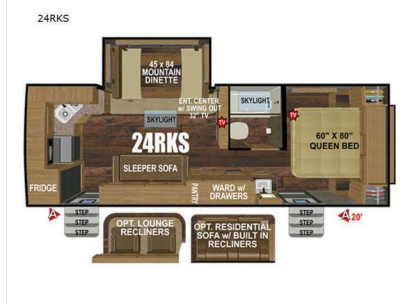 24RKS
45 x 84
MOUNTAIN
DINETTE
ENT. CENTER
w/ SWING OUT
32" TV
SKYLIGHT
TV
SKYLIGHT
TV
60" X 80"
QUEEN BED
24RKS
SLEEPER SOFA
FRIDGE
PANTRY
WARD w/
DRAWERS
STEP
STEP
STEP
STEP
STEP
STEP
A
A 20'
OPT. LOUNGE
RECLINERS
OPT. RESIDENTIAL
SOFA w/ BUILT IN
RECLINERS